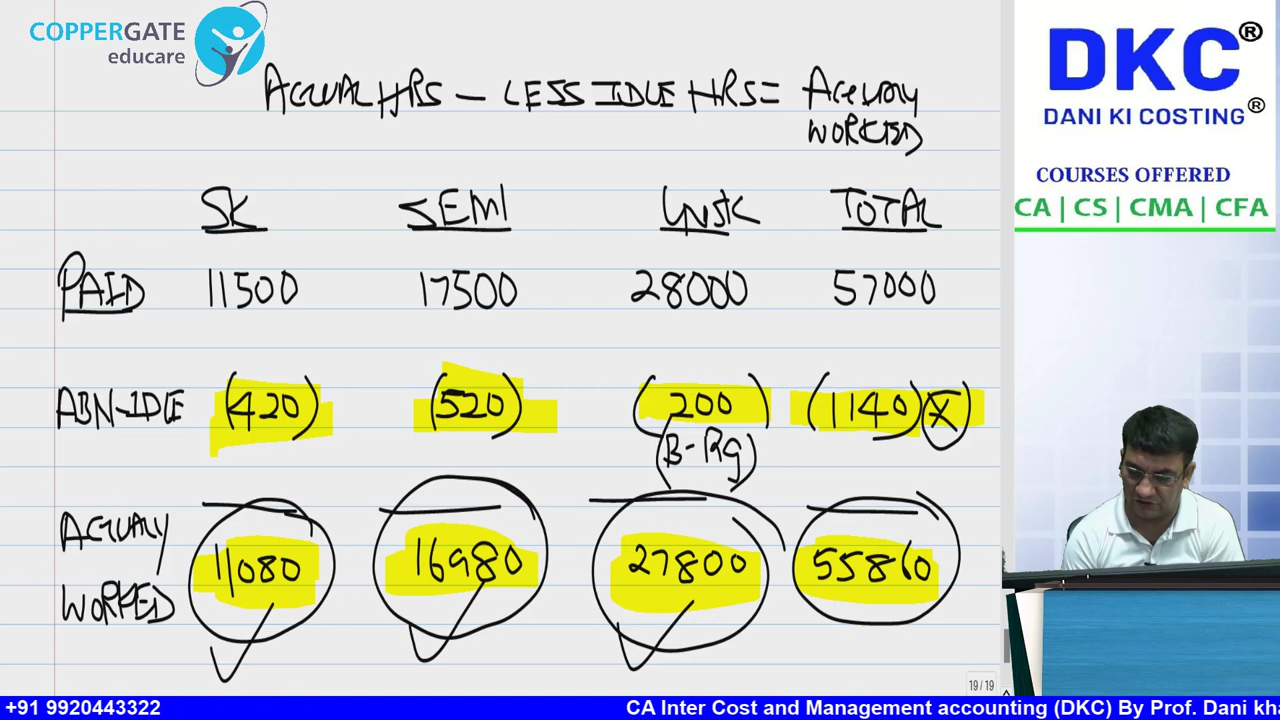 COPPERGATE
educare
ACTUAL HRS - LESS IDLE HRS = ACTUALLY
WORKED
SK SEMI UNSK TOTAL
PAID 11500 17500 28000 57000
ABN-IDLE (420) (520) (200) (1140) X
(B-Rg)
ACTUALLY
WORKED 11080 16980 27800 55860
19/19
DKC®
DANI KI COSTING®
COURSES OFFERED
CA | CS | CMA | CFA
+91 9920443322 CA Inter Cost and Management accounting (DKC) By Prof. Dani kha